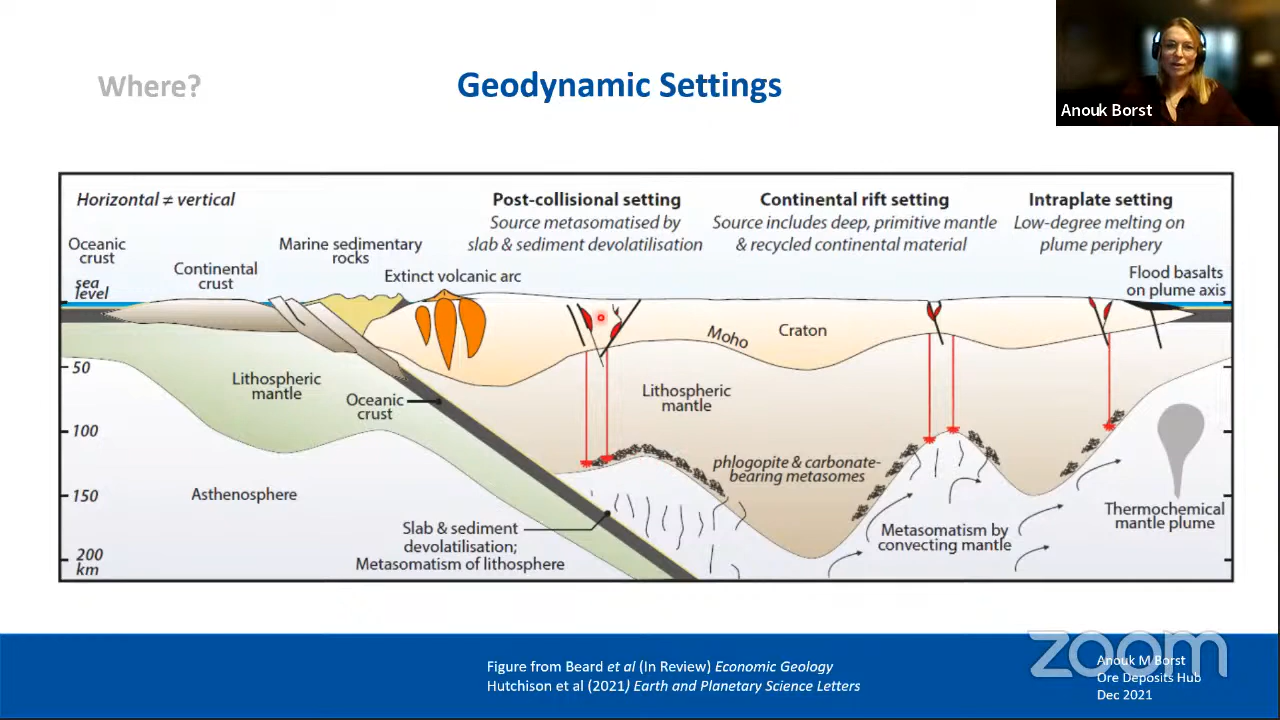 Where?
Geodynamic Settings
Anouk Borst
Horizontal ≠ vertical
Post-collisional setting
Source metasomatised by
slab & sediment devolatilisation
Continental rift setting
Source includes deep, primitive mantle
& recycled continental material
Intraplate setting
Low-degree melting on
plume periphery
Oceanic
crust
sea
level
Continental
crust
Marine sedimentary
rocks
Extinct volcanic arc
Flood basalts
on plume axis
Moho
Craton
50
Lithospheric
mantle
Oceanic
crust
Lithospheric
mantle
100
phlogopite & carbonate-
bearing metasomes
150
Asthenosphere
Slab & sediment
devolatilisation;
Metasomatism of lithosphere
Metasomatism by
convecting mantle
Thermochemical
mantle plume
200
km
Figure from Beard et al (In Review) Economic Geology
Hutchison et al (2021) Earth and Planetary Science Letters
zoom
Anouk M Borst
Ore Deposits Hub
Dec 2021